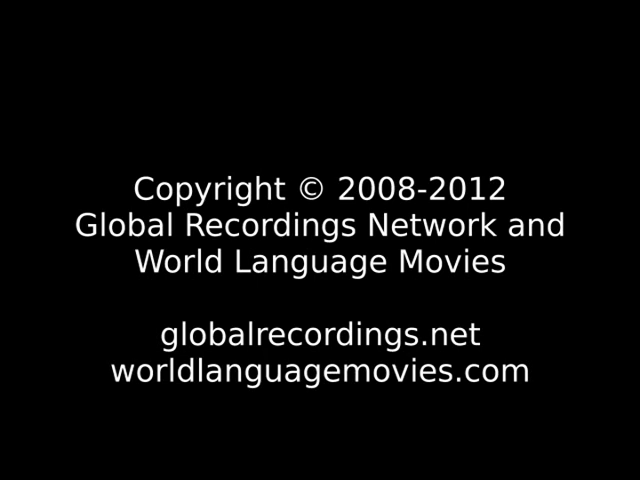 Copyright © 2008-2012
Global Recordings Network and
World Language Movies
globalrecordings.net
worldlanguagemovies.com